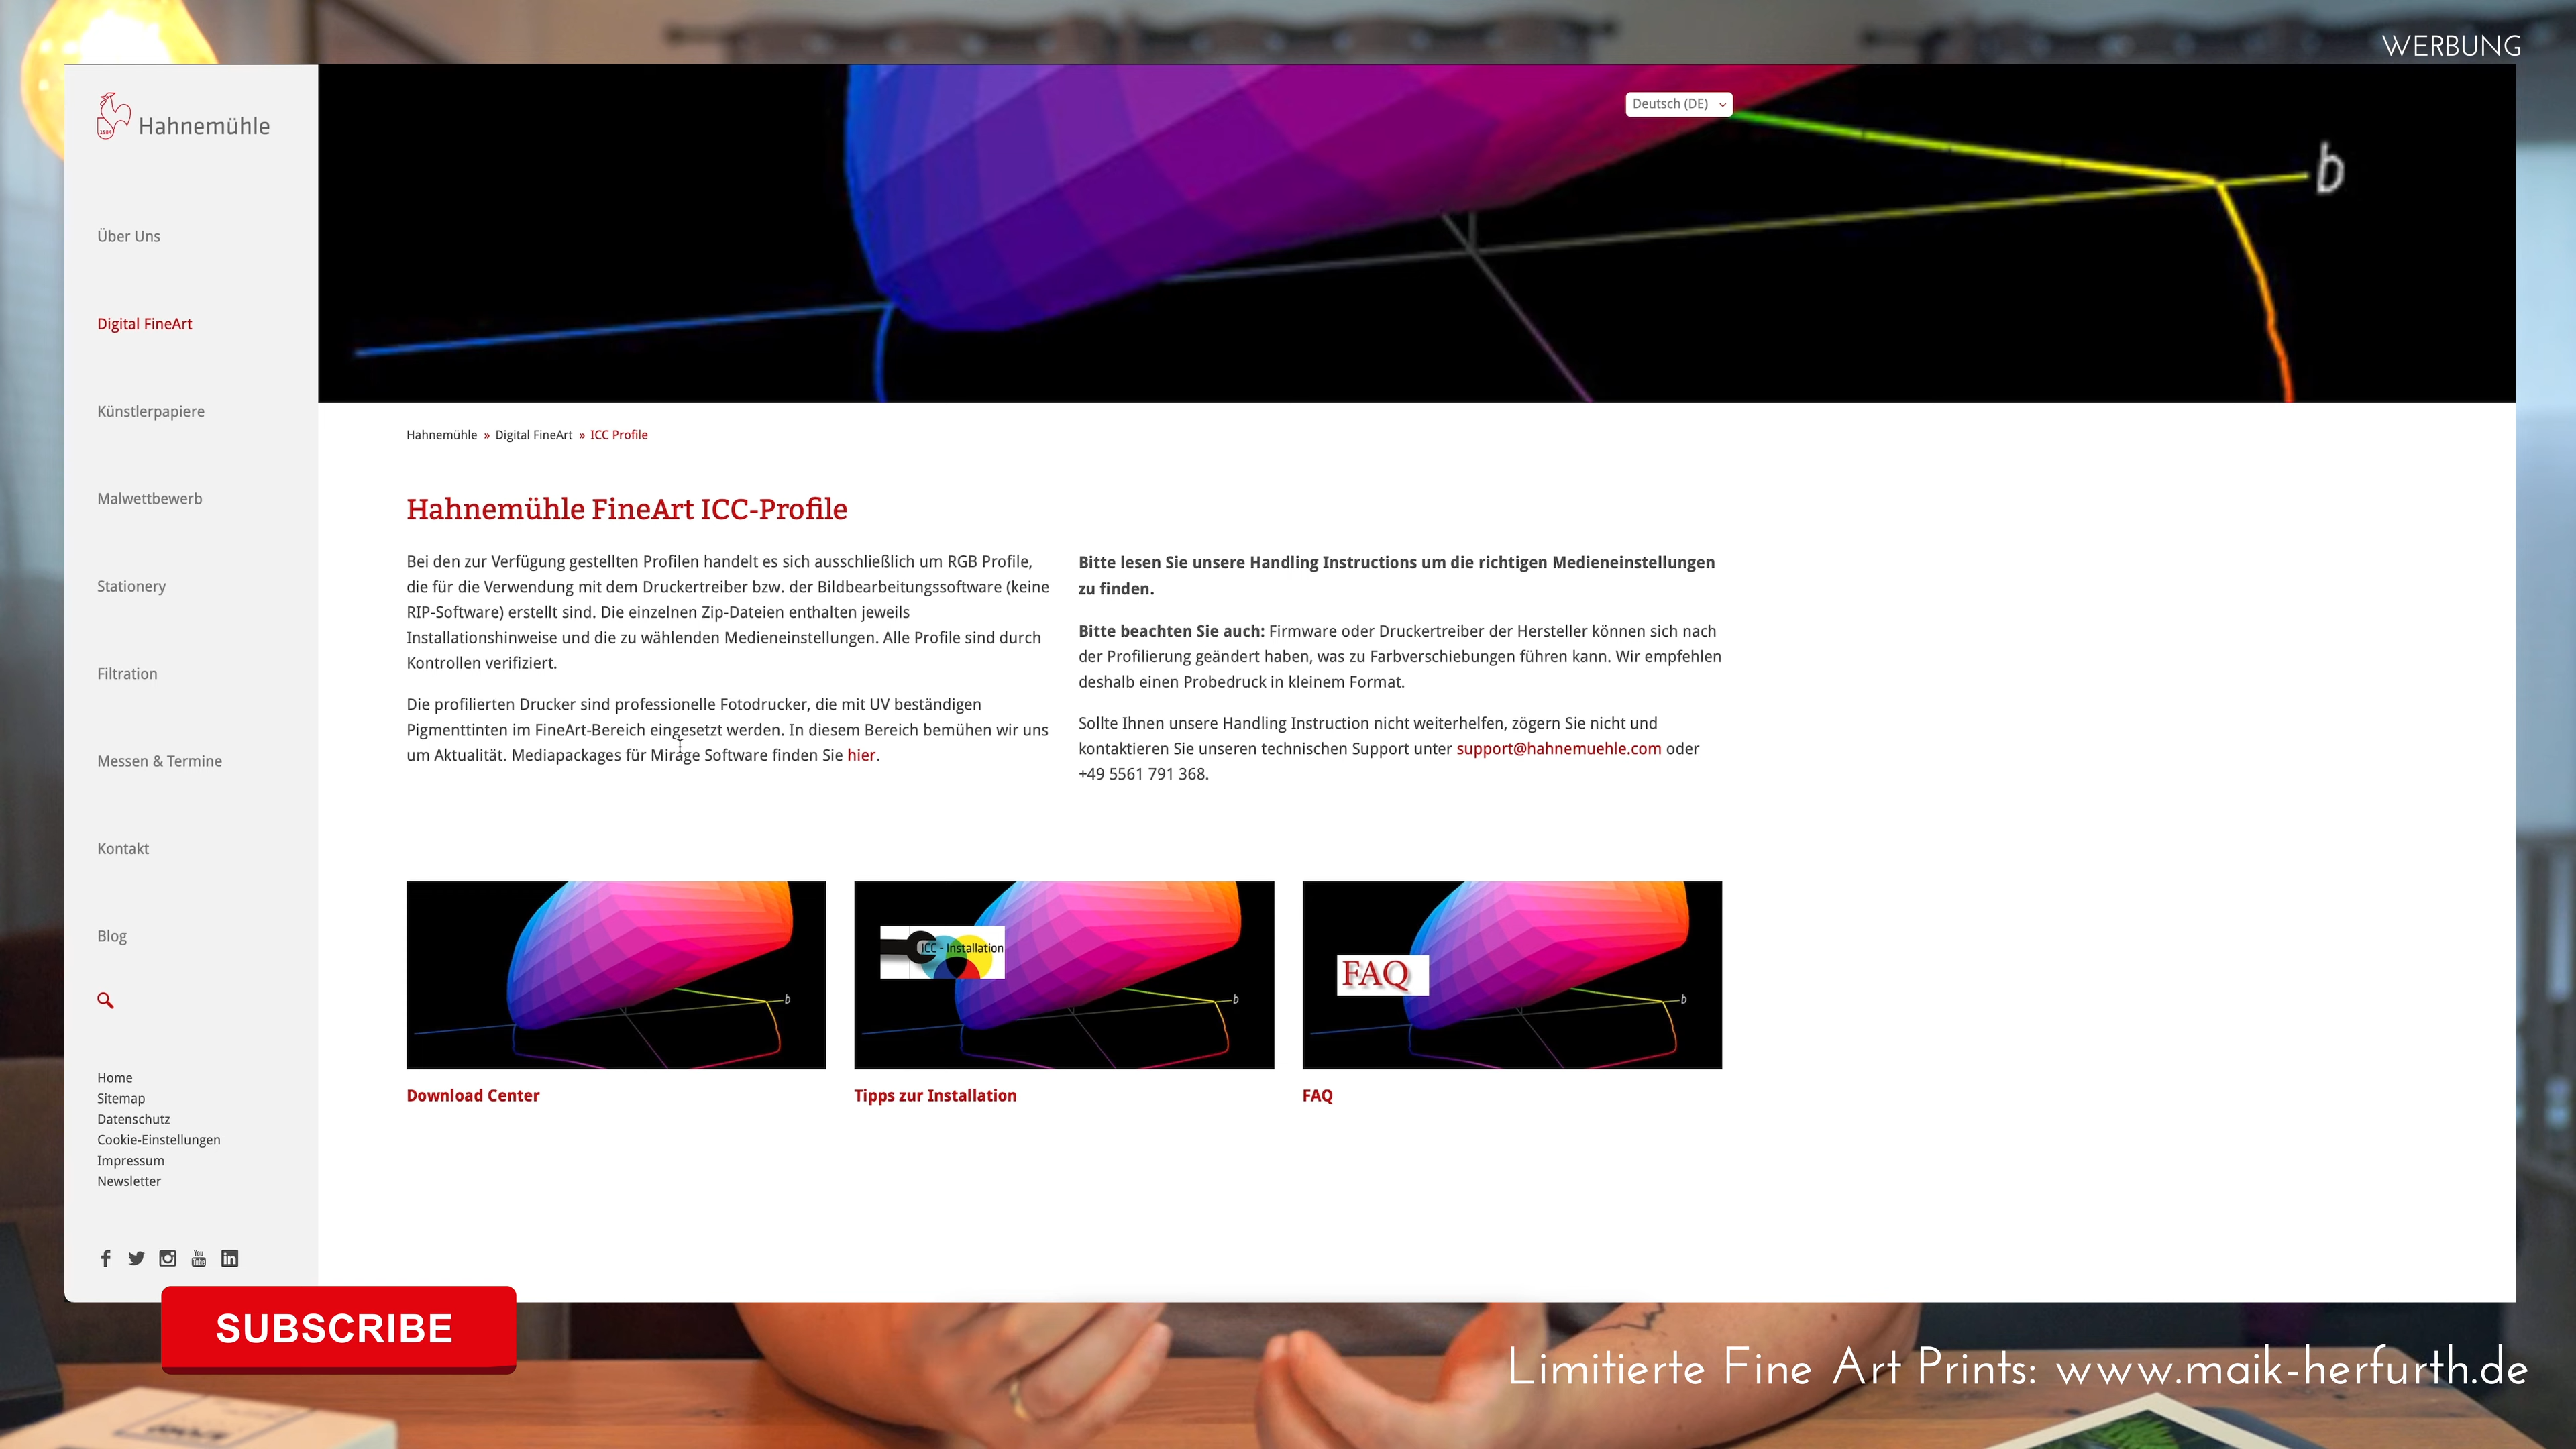 WERBUNG
Hahnemühle
Deutsch (DE)
b
Über Uns
Digital FineArt
Künstlerpapiere
Malwettbewerb
Stationery
Filtration
Messen & Termine
Kontakt
Blog
Home
Sitemap
Datenschutz
Cookie-Einstellungen
Impressum
Newsletter
Hahnemühle » Digital FineArt » ICC Profile
Hahnemühle FineArt ICC-Profile
Bei den zur Verfügung gestellten Profilen handelt es sich ausschließlich um RGB Profile,
die für die Verwendung mit dem Druckertreiber bzw. der Bildbearbeitungssoftware (keine
RIP-Software) erstellt sind. Die einzelnen Zip-Dateien enthalten jeweils
Installationshinweise und die zu wählenden Medieneinstellungen. Alle Profile sind durch
Kontrollen verifiziert.
Die profilierten Drucker sind professionelle Fotodrucker, die mit UV beständigen
Pigmenttinten im FineArt-Bereich eingesetzt werden. In diesem Bereich bemühen wir uns
um Aktualität. Mediapackages für Mirage Software finden Sie hier.
Bitte lesen Sie unsere Handling Instructions um die richtigen Medieneinstellungen
zu finden.
Bitte beachten Sie auch: Firmware oder Druckertreiber der Hersteller können sich nach
der Profilierung geändert haben, was zu Farbverschiebungen führen kann. Wir empfehlen
deshalb einen Probedruck in kleinem Format.
Sollte Ihnen unsere Handling Instruction nicht weiterhelfen, zögern Sie nicht und
kontaktieren Sie unseren technischen Support unter support@hahnemuehle.com oder
+49 5561 791 368.
b
ICC - Installation
b
FAQ
b
Download Center
Tipps zur Installation
FAQ
You
Tube
in
SUBSCRIBE
Limitierte Fine Art Prints: www.maik-herfurth.de